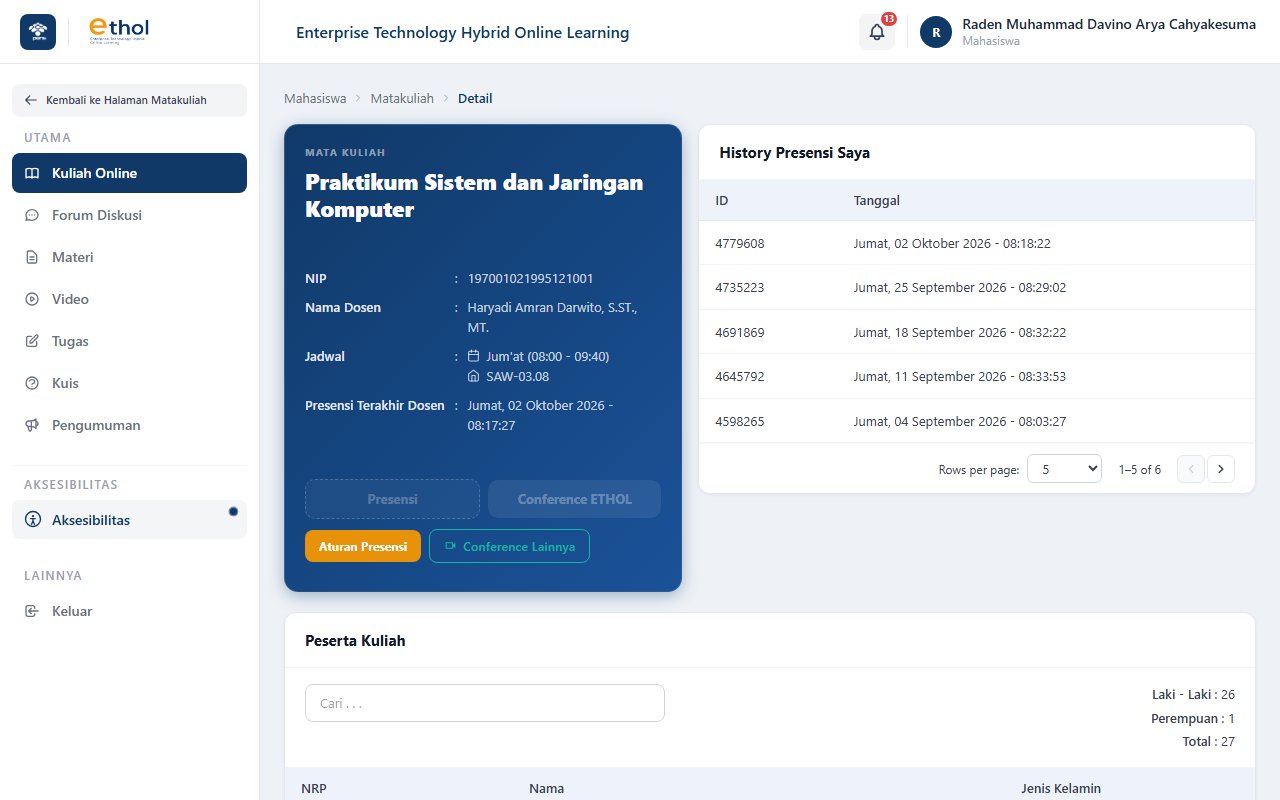 ethol
Enterprise Technology Hybrid Online Learning
13
R
Raden Muhammad Davino Arya Cahyakesuma
Mahasiswa
Kembali ke Halaman Matakuliah
UTAMA
Kuliah Online
Forum Diskusi
Materi
Video
Tugas
Kuis
Pengumuman
AKSESIBILITAS
Aksesibilitas
LAINNYA
Keluar
Mahasiswa > Matakuliah > Detail
MATA KULIAH
Praktikum Sistem dan Jaringan
Komputer
NIP : 197001021995121001
Nama Dosen : Haryadi Amran Darwito, S.ST.,
MT.
Jadwal : Jum'at (08:00 - 09:40)
SAW-03.08
Presensi Terakhir Dosen : Jumat, 02 Oktober 2026 -
08:17:27
Presensi Conference ETHOL
Aturan Presensi Conference Lainnya
History Presensi Saya
ID Tanggal
4779608 Jumat, 02 Oktober 2026 - 08:18:22
4735223 Jumat, 25 September 2026 - 08:29:02
4691869 Jumat, 18 September 2026 - 08:32:22
4645792 Jumat, 11 September 2026 - 08:33:53
4598265 Jumat, 04 September 2026 - 08:03:27
Rows per page: 5 1–5 of 6
Peserta Kuliah
Cari . . .
Laki - Laki : 26
Perempuan : 1
Total : 27
NRP Nama Jenis Kelamin